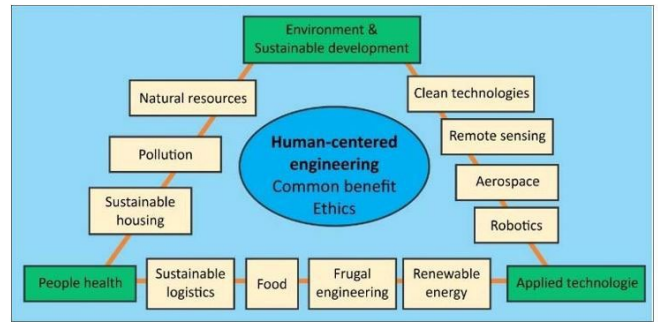 Environment &
Sustainable development
Natural resources
Clean technologies
Pollution
Human-centered
engineering
Common benefit
Ethics
Remote sensing
Sustainable
housing
Aerospace
Robotics
People health
Sustainable
logistics
Food
Frugal
engineering
Renewable
energy
Applied technologie